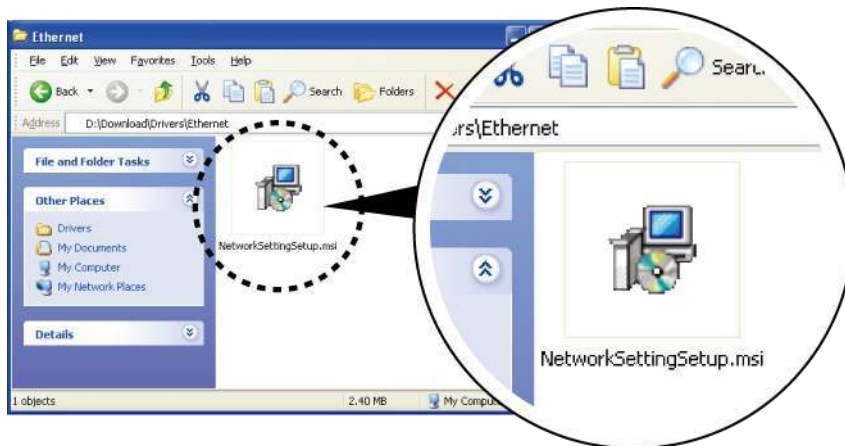 Ethernet
File Edit View Favorites Tools Help
Back Search Folders
Address D:\Download\Drivers\Ethernet
File and Folder Tasks
Other Places
Drivers
My Documents
My Computer
My Network Places
Details
NetworkSettingSetup.msi
1 objects 2.40 MB My Compu
Sear
rs\Ethernet
NetworkSettingSetup.msi